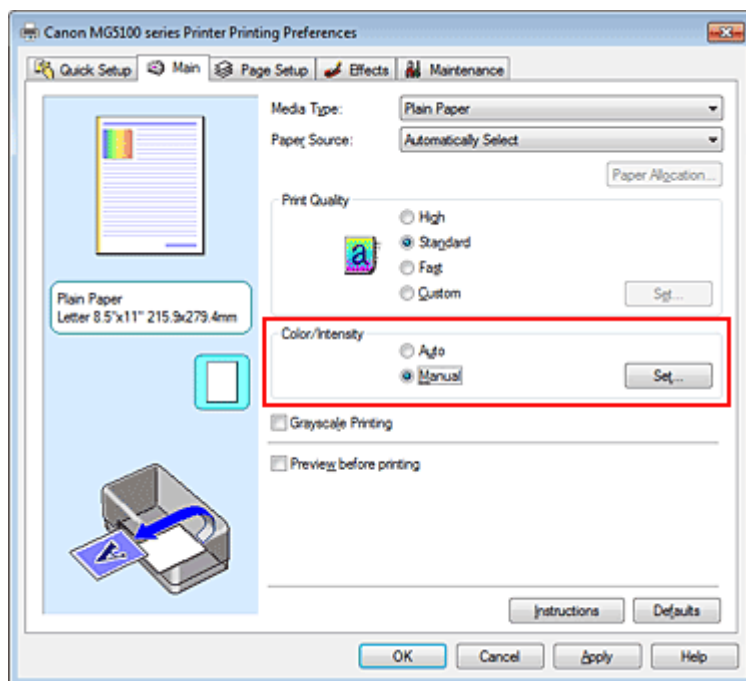 Canon MG5100 series Printer Printing Preferences
Quick Setup Main Page Setup Effects Maintenance
Media Type: Plain Paper
Paper Source: Automatically Select
Paper Allocation...
Print Quality
High
a Standard
Fast
Custom Set...
Plain Paper
Letter 8.5"x11" 215.9x279.4mm
Color/Intensity
Auto
Manual Set...
Grayscale Printing
Preview before printing
A
Instructions Defaults
OK Cancel Apply Help